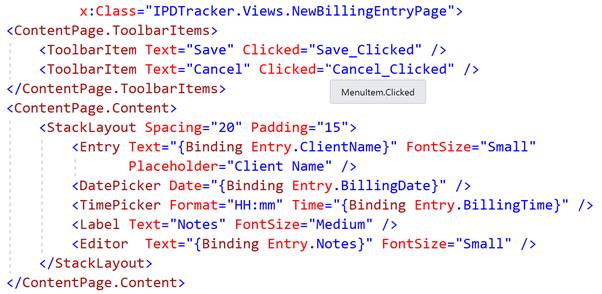 x:Class="IPDTracker.Views.NewBillingEntryPage">
<ContentPage.ToolbarItems>
<ToolbarItem Text="Save" Clicked="Save_Clicked" />
<ToolbarItem Text="Cancel" Clicked="Cancel_Clicked" />
</ContentPage.ToolbarItems>
MenuItem.Clicked
<ContentPage.Content>
<StackLayout Spacing="20" Padding="15">
<Entry Text="{Binding Entry.ClientName}" FontSize="Small"
Placeholder="Client Name" />
<DatePicker Date="{Binding Entry.BillingDate}" />
<TimePicker Format="HH:mm" Time="{Binding Entry.BillingTime}" />
<Label Text="Notes" FontSize="Medium" />
<Editor  Text="{Binding Entry.Notes}" FontSize="Small" />
</StackLayout>
</ContentPage.Content>